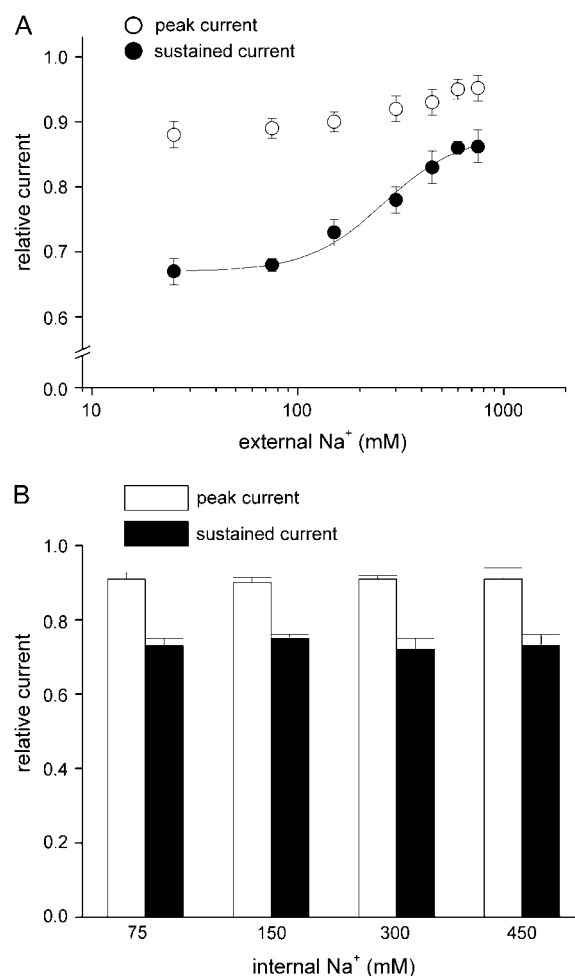 A
peak current
sustained current
1.0
0.9
0.8
0.7
0.6
0.0
relative current
10 100 1000
external Na⁺ (mM)
B
peak current
sustained current
1.0
0.8
0.6
0.4
0.2
0.0
relative current
75 150 300 450
internal Na⁺ (mM)